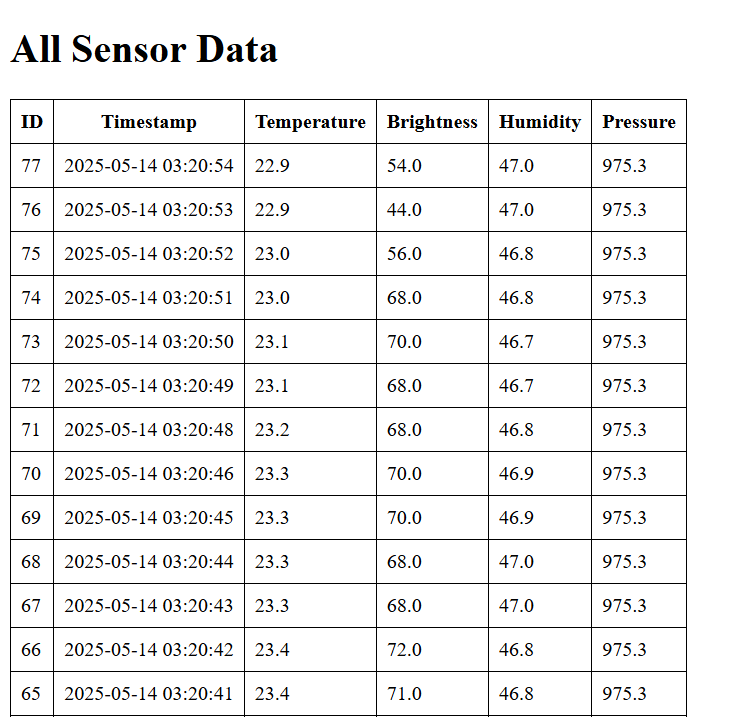 All Sensor Data
ID Timestamp Temperature Brightness Humidity Pressure
77 2025-05-14 03:20:54 22.9 54.0 47.0 975.3
76 2025-05-14 03:20:53 22.9 44.0 47.0 975.3
75 2025-05-14 03:20:52 23.0 56.0 46.8 975.3
74 2025-05-14 03:20:51 23.0 68.0 46.8 975.3
73 2025-05-14 03:20:50 23.1 70.0 46.7 975.3
72 2025-05-14 03:20:49 23.1 68.0 46.7 975.3
71 2025-05-14 03:20:48 23.2 68.0 46.8 975.3
70 2025-05-14 03:20:46 23.3 70.0 46.9 975.3
69 2025-05-14 03:20:45 23.3 70.0 46.9 975.3
68 2025-05-14 03:20:44 23.3 68.0 47.0 975.3
67 2025-05-14 03:20:43 23.3 68.0 47.0 975.3
66 2025-05-14 03:20:42 23.4 72.0 46.8 975.3
65 2025-05-14 03:20:41 23.4 71.0 46.8 975.3